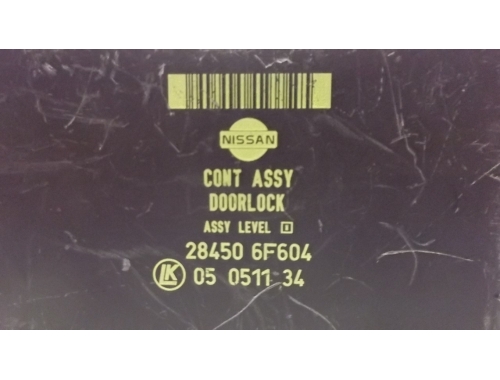 NISSAN
CONT ASSY
DOORLOCK
ASSY LEVEL
28450 6F604
LK 05 0511 34